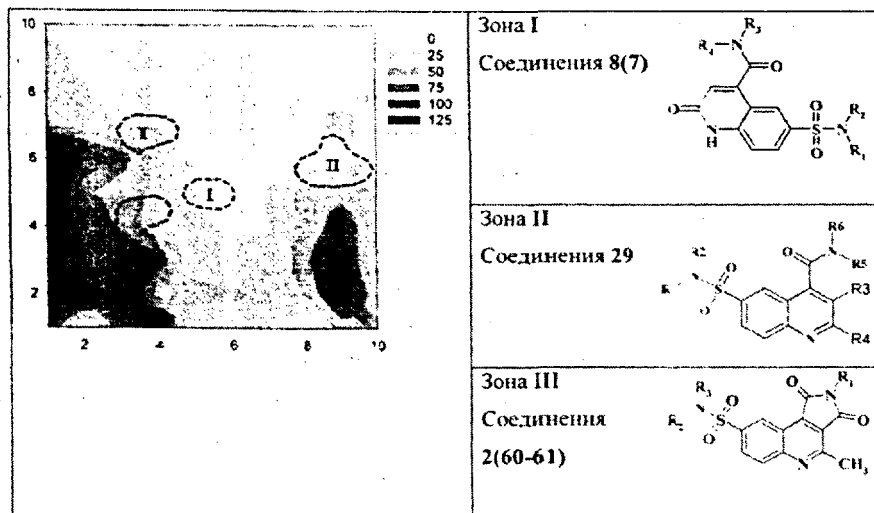 10
8
6
4
2
2
4
6
8
10
0
25
50
75
100
125
I
II
I
Зона I
Соединения 8(7)
R₃
R₄
N
O
O
N
H
O
S
O
N
R₂
R₁
Зона II
Соединения 29
R6
O
N
R5
R2
O
S
O
R3
R4
N
Зона III
Соединения
2(60-61)
R₃
N
R₂
O
S
O
O
N
R₁
O
N
CH₃